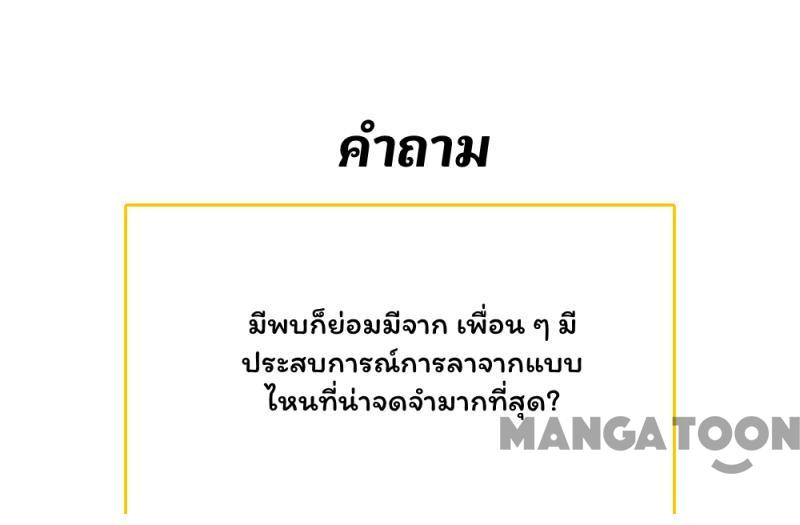 คำถาม
มีพบก็ย่อมมีจาก เพื่อน ๆ มี
ประสบการณ์การลาจากแบบ
ไหนที่น่าจดจำมากที่สุด?
MANGATOON